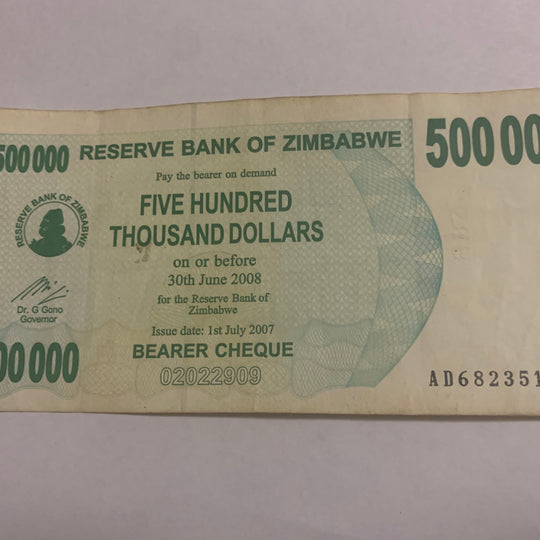 500 000 RESERVE BANK OF ZIMBABWE 500 00
Pay the bearer on demand
FIVE HUNDRED
THOUSAND DOLLARS
on or before
30th June 2008
for the Reserve Bank of
Zimbabwe
Issue date: 1st July 2007
BEARER CHEQUE
02022909
RESERVE BANK OF ZIMBABWE
Dr. G Gono
Governor
00 000
AD682351